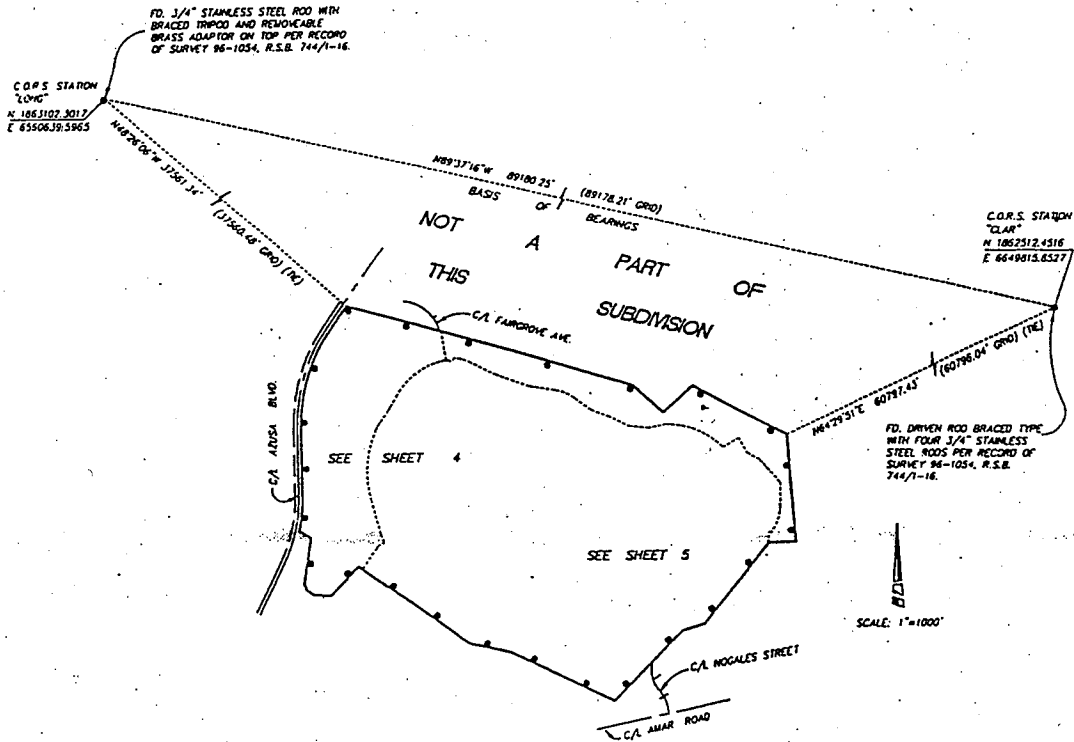 FD. 3/4" STAINLESS STEEL ROD WITH
BRACED TRIPOD AND REMOVEABLE
BRASS ADAPTOR ON TOP PER RECORD
OF SURVEY 96-1054, R.S.B. 744/1-16.
C.O.R.S. STATION
"LONG"
N 1863102.3017
E 6550639.5965
N48°26'06"W 37561.34'
(37560.48' GRID) (TIE)
N89°37'16"W 89180.25'
(89178.21' GRID)
BASIS OF BEARINGS
NOT A PART OF
THIS SUBDIVISION
C.O.R.S. STATION
"CLAR"
N 1862512.4516
E 6649815.8527
N64°29'51"E 60797.43'
(60796.04' GRID) (TIE)
FD. DRIVEN ROD BRACED TYPE
WITH FOUR 3/4" STAINLESS
STEEL RODS PER RECORD OF
SURVEY 96-1054, R.S.B.
744/1-16.
C/L FAIRGROVE AVE.
C/L AZUSA BLVD.
SEE SHEET 4
SEE SHEET 5
SCALE: 1"=1000'
C/L NOGALES STREET
C/L AMAR ROAD